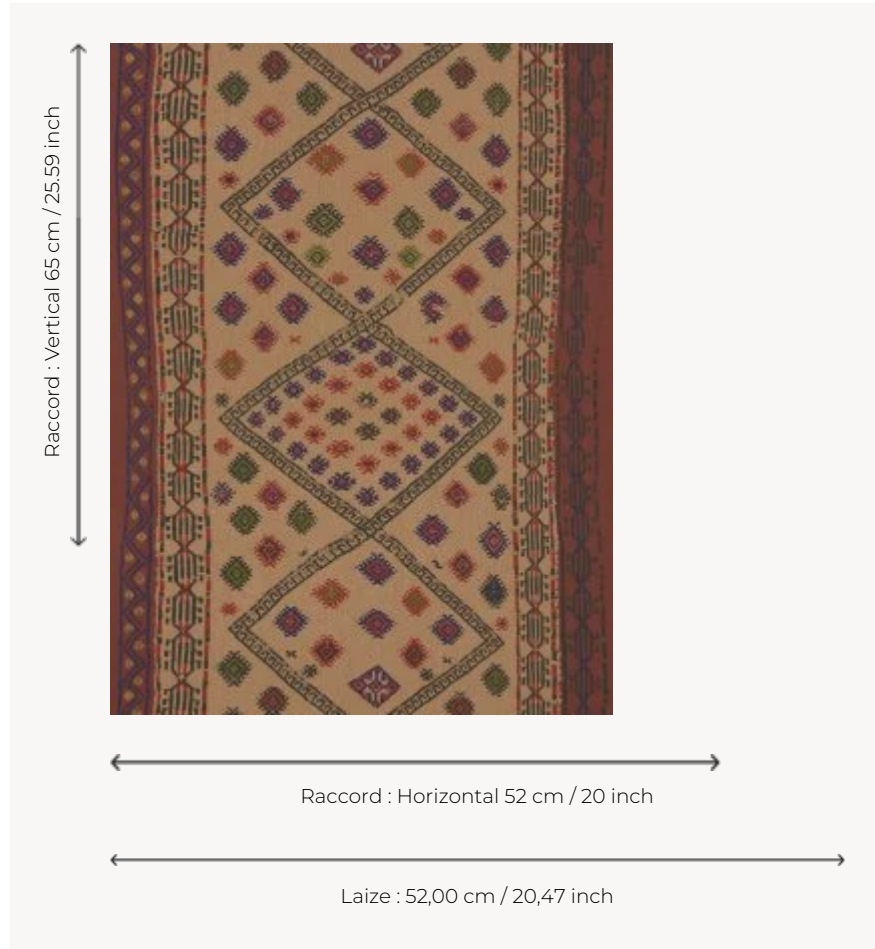 Raccord : Vertical 65 cm / 25.59 inch
Raccord : Horizontal 52 cm / 20 inch
Laize : 52,00 cm / 20,47 inch